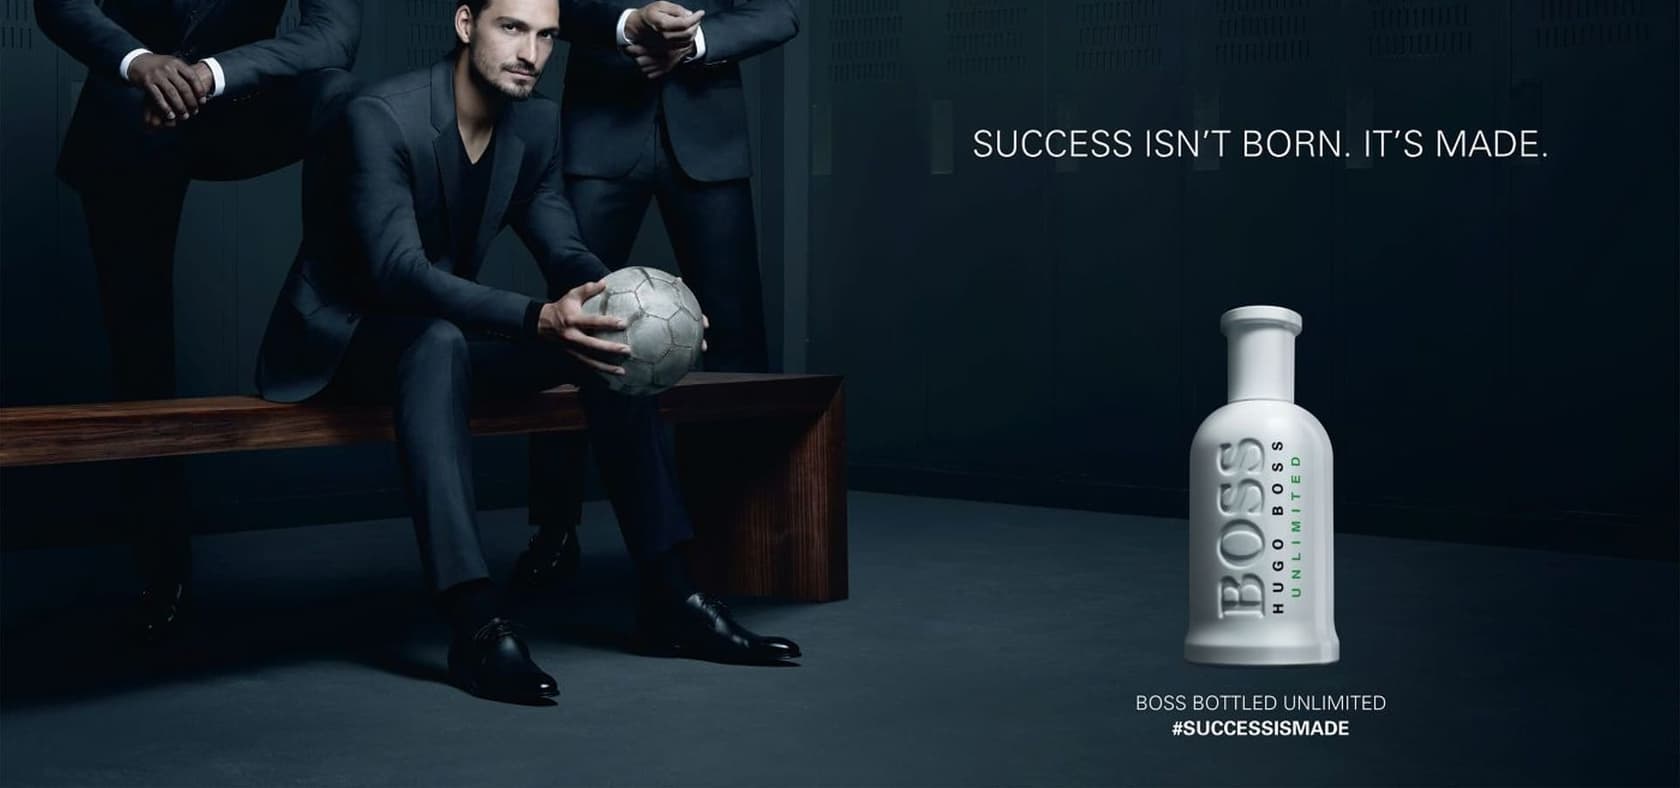 SUCCESS ISN'T BORN. IT'S MADE.
BOSS
HUGO BOSS
UNLIMITED
BOSS BOTTLED UNLIMITED
#SUCCESSISMADE